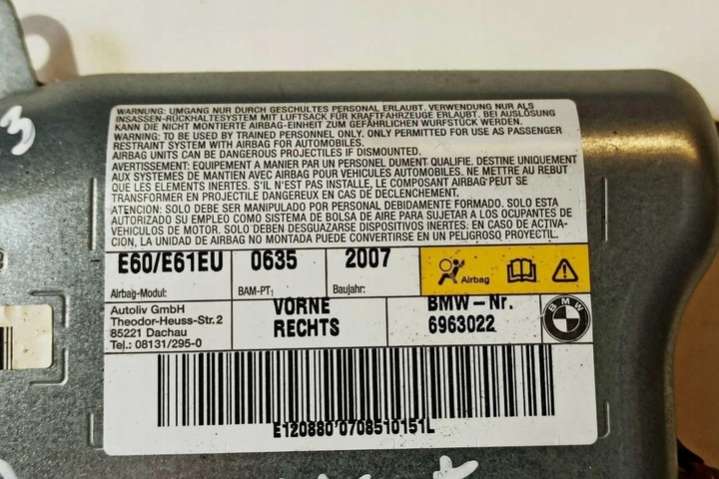 WARNUNG: UMGANG NUR DURCH GESCHULTES PERSONAL ERLAUBT. VERWENDUNG NUR ALS
INSASSEN-RÜCKHALTESYSTEM MIT LUFTSACK FÜR KRAFTFAHRZEUGE ERLAUBT. BEI AUSLÖSUNG
KANN DIE NICHT MONTIERTE AIRBAG-EINHEIT ZUM GEFÄHRLICHEN WURFSTÜCK WERDEN.
WARNING: TO BE USED BY TRAINED PERSONNEL ONLY. ONLY PERMITTED FOR USE AS PASSENGER
RESTRAINT SYSTEM WITH AIRBAG FOR AUTOMOBILES.
AIRBAG UNITS CAN BE DANGEROUS PROJECTILES IF ACTIVATED WHEN DISMOUNTED.
AVERTISSEMENT: EQUIPEMENT A MANIER PAR UN PERSONEL DUMENT QUALIFIE. DESTINE UNIQUEMENT
AUX SYSTEMES DE MANTIEN AVEC AIRBAG POUR VEHICULES AUTOMOBILES. NE METTRE AU REBUT
QUE LES ELEMENTS INERTES. S'IL N'EST PAS INSTALLE, LE COMPOSANT AIRBAG PEUT SE
TRANSFORMER EN PROJECTILE DANGEREUX EN CAS DE DECLENCHEMENT.
ATENCION: SOLO DEBE SER MANIPULADO POR PERSONAL DEBIDAMENTE FORMADO. SOLO ESTA
AUTORIZADO SU EMPLEO COMO SISTEMA DE BOLSA DE AIRE PARA SUJETAR A LOS OCUPANTES DE
VEHICULOS DE MOTOR. SOLO DEBEN DESGUAZARSE DISPOSITIVOS INERTES. EN CASO DE ACTIVA-
CION, LA UNIDAD DE AIRBAG NO MONTADA PUEDE CONVERTIRSE EN UN PELIGROSO PROYECTIL.
E60/E61EU 0635 2007
Airbag
Airbag-Modul: BAM-PT1 Baujahr:
Autoliv GmbH
Theodor-Heuss-Str.2
85221 Dachau
Tel.: 08131/295-0
VORNE
RECHTS
BMW-Nr.
6963022
BMW
E120880'0708510151L
3